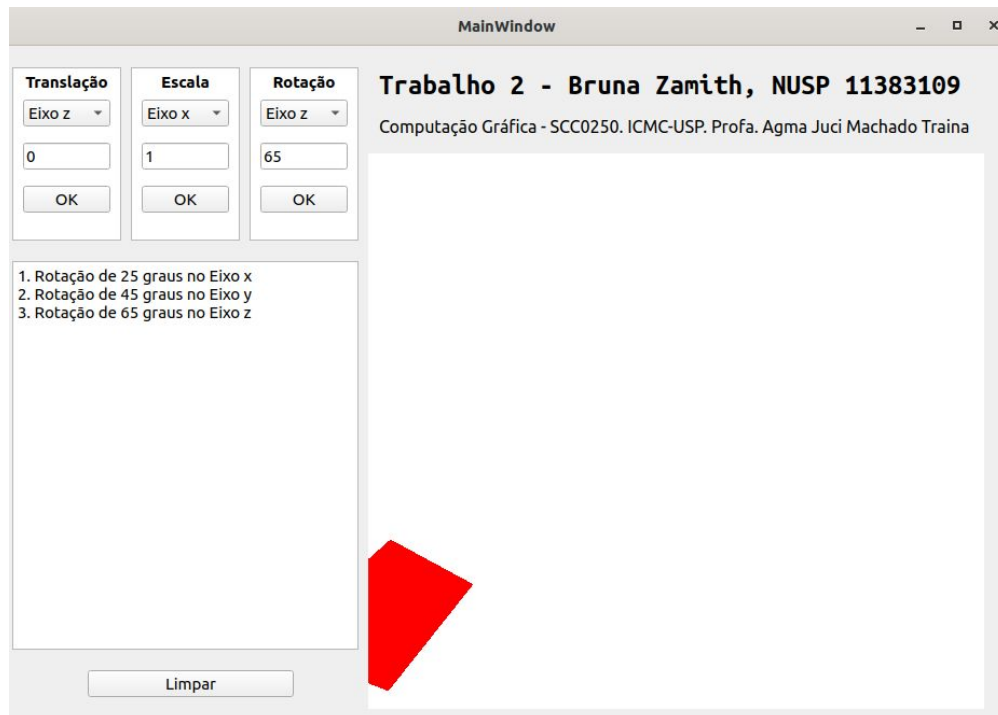 MainWindow
Translação
Escala
Rotação
Eixo z
Eixo x
Eixo z
0
1
65
OK
OK
OK
1. Rotação de 25 graus no Eixo x
2. Rotação de 45 graus no Eixo y
3. Rotação de 65 graus no Eixo z
Limpar
Trabalho 2 - Bruna Zamith, NUSP 11383109
Computação Gráfica - SCC0250. ICMC-USP. Profa. Agma Juci Machado Traina